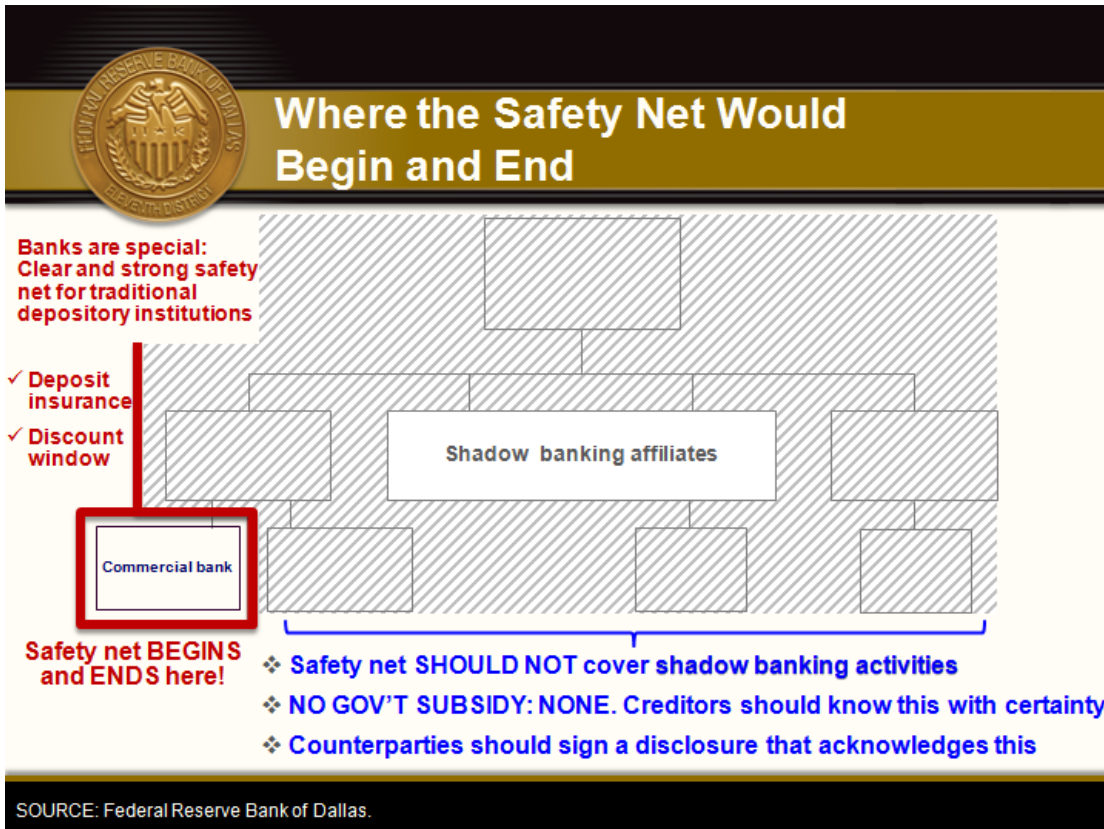 FEDERAL RESERVE BANK OF DALLAS
ELEVENTH DISTRICT
Where the Safety Net Would
Begin and End
Banks are special:
Clear and strong safety
net for traditional
depository institutions
✓ Deposit
insurance
✓ Discount
window
Shadow banking affiliates
Commercial bank
Safety net BEGINS
and ENDS here!
❖ Safety net SHOULD NOT cover shadow banking activities
❖ NO GOV'T SUBSIDY: NONE. Creditors should know this with certainty
❖ Counterparties should sign a disclosure that acknowledges this
SOURCE: Federal Reserve Bank of Dallas.